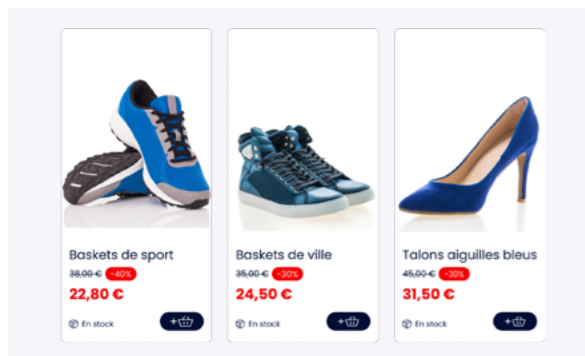 Baskets de sport
38,00 € -40%
22,80 €
En stock
+
Baskets de ville
35,00 € -30%
24,50 €
En stock
+
Talons aiguilles bleus
45,00 € -30%
31,50 €
En stock
+